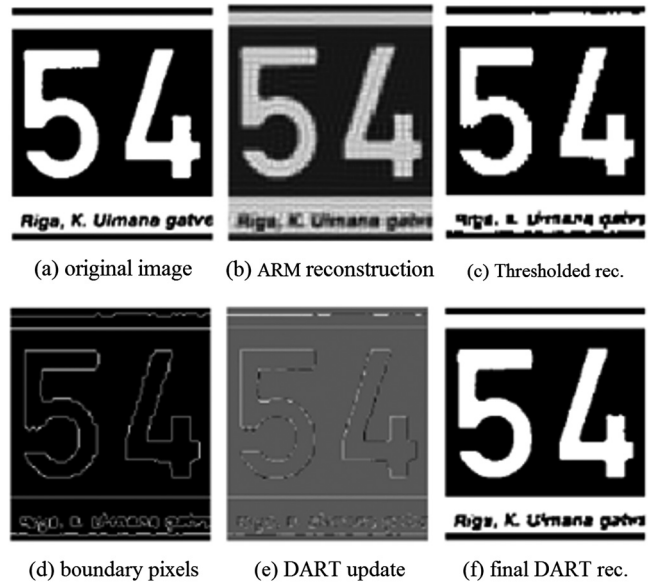 54
Riga, K. Ulmana gatve
54
Riga, K. Ulmana gatve
54
(a) original image
(b) ARM reconstruction
(c) Thresholded rec.
54
54
54
(d) boundary pixels
(e) DART update
(f) final DART rec.